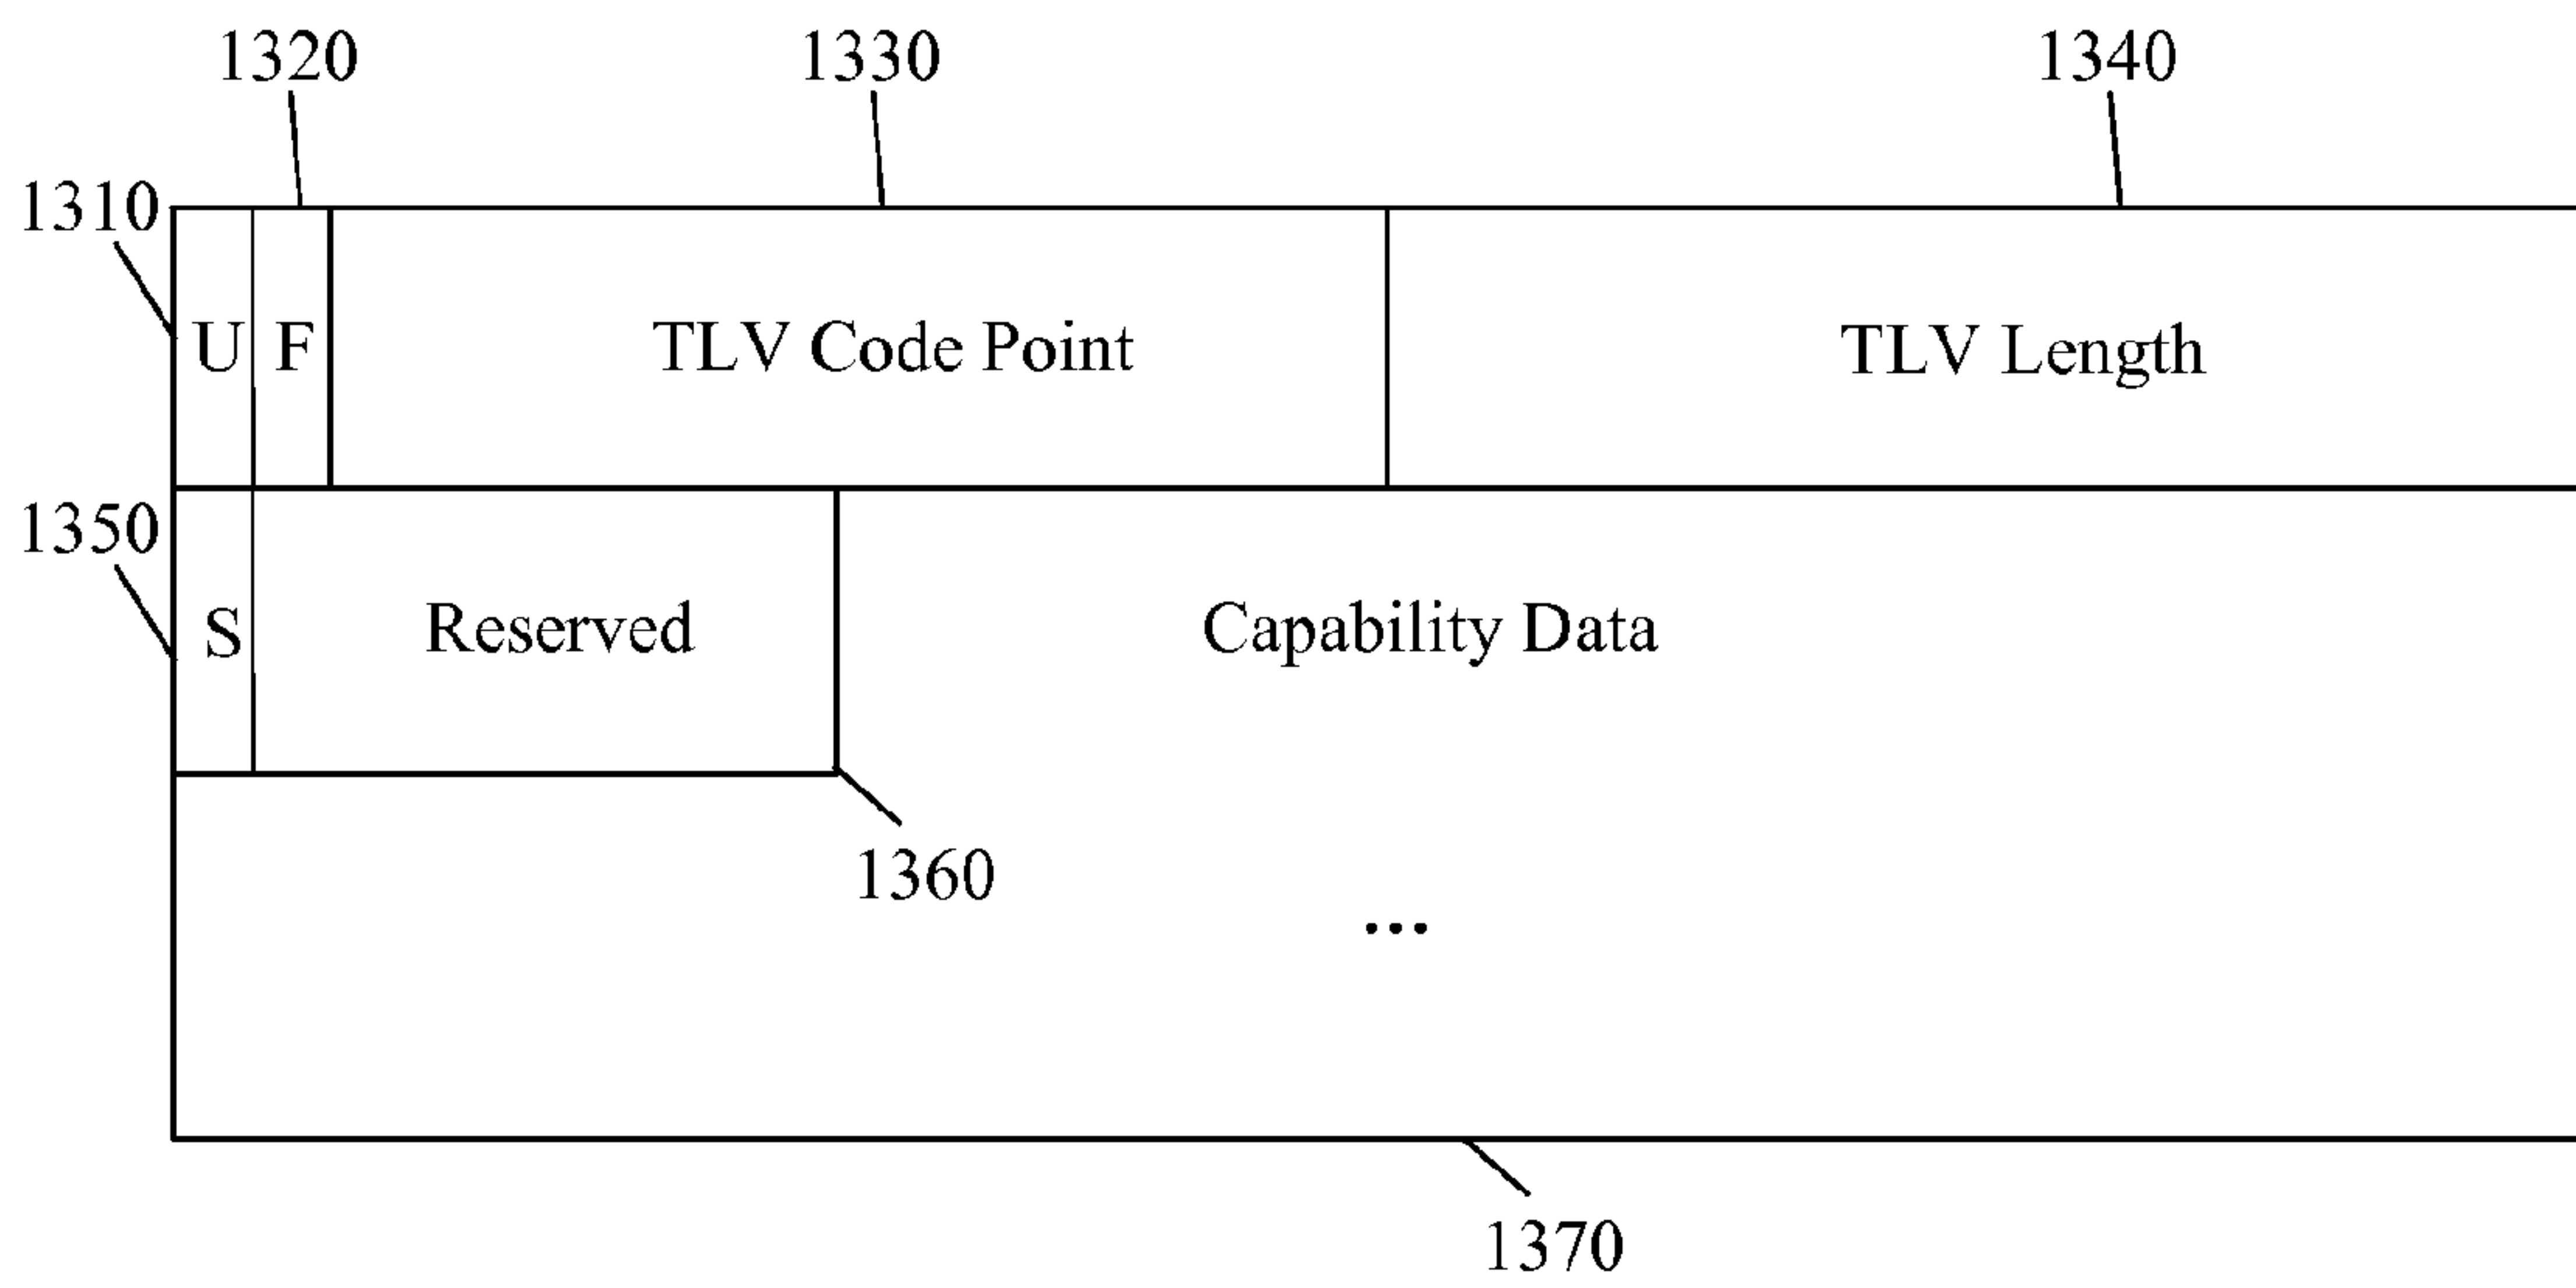 1320 1330 1340
1310
U F TLV Code Point TLV Length
1350
S Reserved Capability Data
1360
...
1370